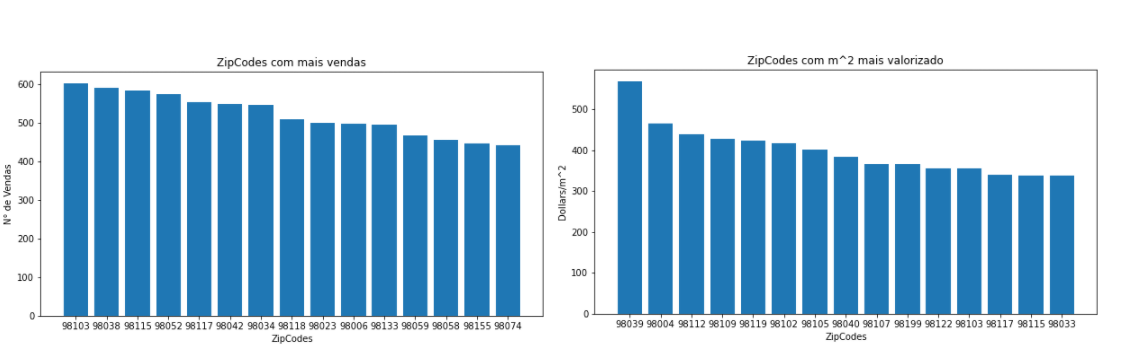 ZipCodes com mais vendas
N° de Vendas
600
500
400
300
200
100
0
98103 98038 98115 98052 98117 98042 98034 98118 98023 98006 98133 98059 98058 98155 98074
ZipCodes
ZipCodes com m^2 mais valorizado
Dollars/m^2
500
400
300
200
100
0
98039 98004 98112 98109 98119 98102 98105 98040 98107 98199 98122 98103 98117 98115 98033
ZipCodes